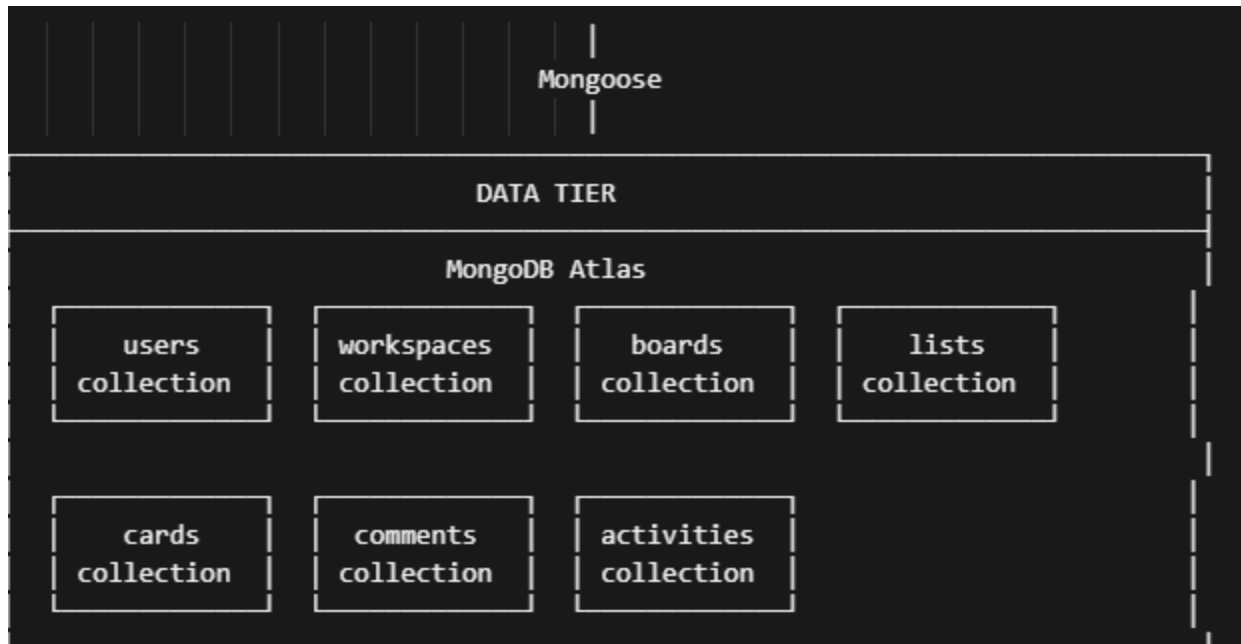 Mongoose
DATA TIER
MongoDB Atlas
users workspaces boards lists
collection collection collection collection
cards comments activities
collection collection collection